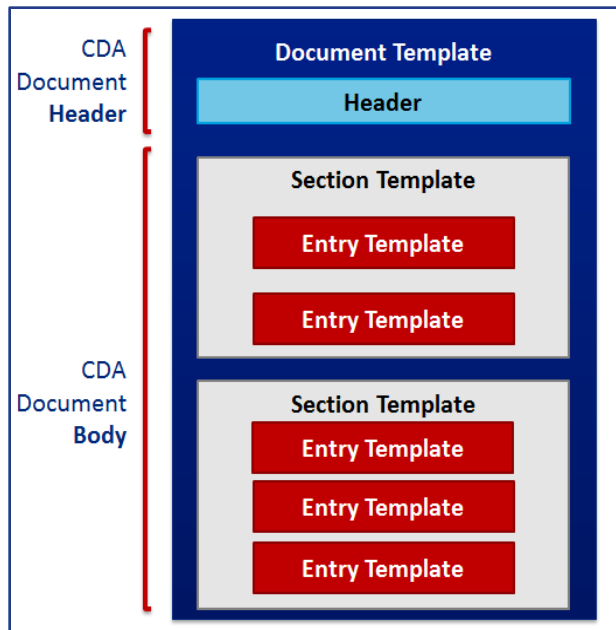 CDA
Document
Header
Document Template
Header
CDA
Document
Body
Section Template
Entry Template
Entry Template
Section Template
Entry Template
Entry Template
Entry Template